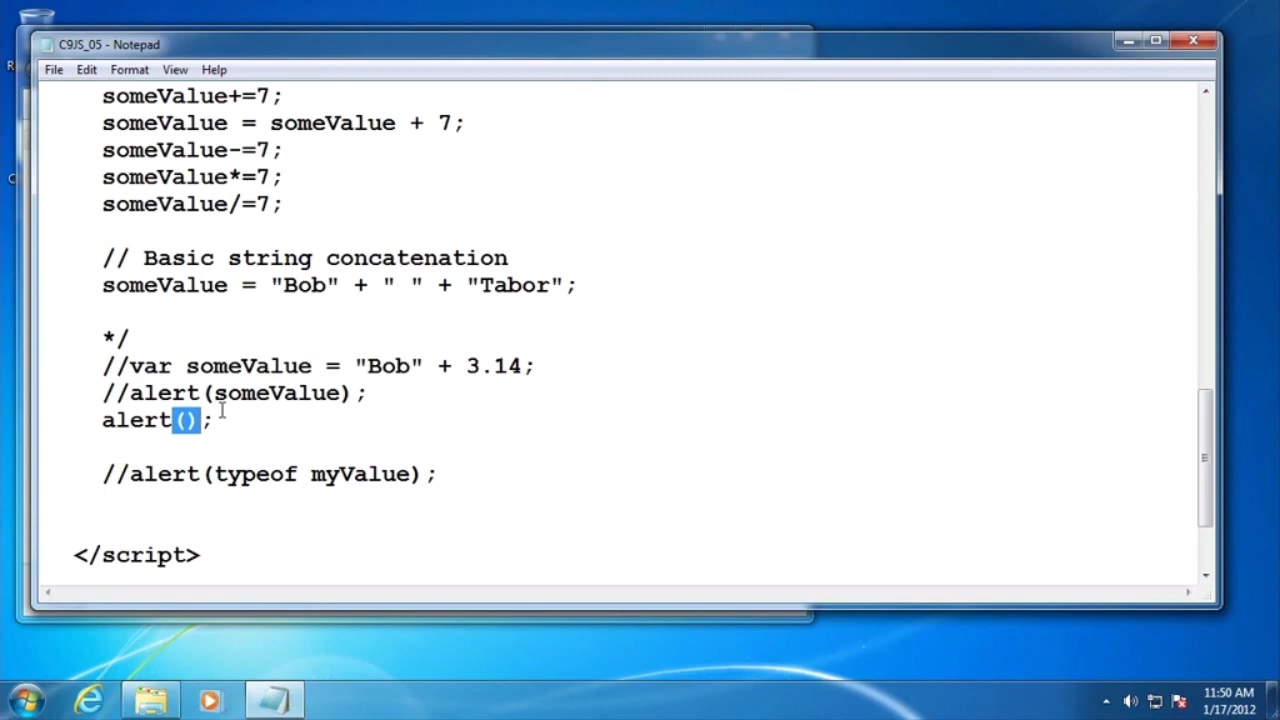 C9JS_05 - Notepad
File Edit Format View Help
someValue+=7;
someValue = someValue + 7;
someValue-=7;
someValue*=7;
someValue/=7;
// Basic string concatenation
someValue = "Bob" + " " + "Tabor";
*/
//var someValue = "Bob" + 3.14;
//alert(someValue);
alert();
//alert(typeof myValue);
</script>
11:50 AM
1/17/2012